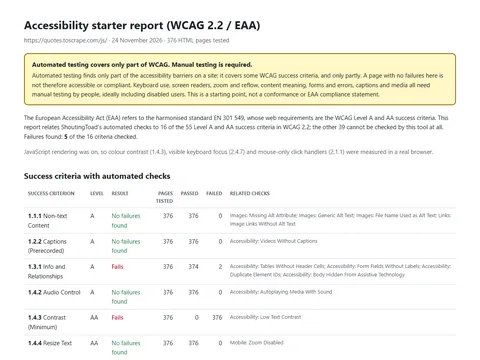 Accessibility starter report (WCAG 2.2 / EAA)
https://quotes.toscrape.com/js/ · 24 November 2026 · 376 HTML pages tested
Automated testing covers only part of WCAG. Manual testing is required.
Automated testing finds only part of the accessibility barriers on a site: it covers some WCAG success criteria, and only partly. A page with no failures here is
not therefore accessible or compliant. Keyboard use, screen readers, zoom and reflow, content meaning, forms and errors, captions and media all need
manual testing by people, ideally including disabled users. This is a starting point, not a conformance or EAA compliance statement.
The European Accessibility Act (EAA) refers to the harmonised standard EN 301 549, whose web requirements are the WCAG Level A and AA success criteria. This
report relates ShoutingToad's automated checks to 16 of the 55 Level A and AA success criteria in WCAG 2.2; the other 39 cannot be checked by this tool at all.
Failures found: 5 of the 16 criteria checked.
JavaScript rendering was on, so colour contrast (1.4.3), visible keyboard focus (2.4.7) and mouse-only click handlers (2.1.1) were measured in a real browser.
Success criteria with automated checks
SUCCESS CRITERION LEVEL RESULT PAGES TESTED PASSED FAILED RELATED CHECKS
1.1.1 Non-text Content A No failures found 376 376 0 Images: Missing Alt Attribute; Images: Generic Alt Text; Images: File Name Used as Alt Text; Links: Image Links Without Alt Text
1.2.2 Captions (Prerecorded) A No failures found 376 376 0 Accessibility: Videos Without Captions
1.3.1 Info and Relationships A Fails 376 374 2 Accessibility: Tables Without Header Cells; Accessibility: Form Fields Without Labels; Accessibility: Duplicate Element IDs; Accessibility: Body Hidden From Assistive Technology
1.4.2 Audio Control A No failures found 376 376 0 Accessibility: Autoplaying Media With Sound
1.4.3 Contrast (Minimum) AA Fails 376 0 376 Accessibility: Low Text Contrast
1.4.4 Resize Text AA No failures found 376 376 0 Mobile: Zoom Disabled